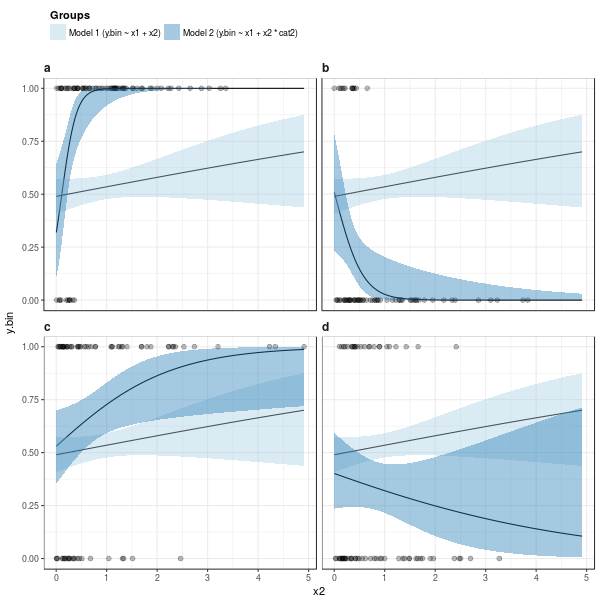 Groups
Model 1 (y.bin ~ x1 + x2) Model 2 (y.bin ~ x1 + x2 * cat2)
a b
1.00
0.75
0.50
0.25
0.00
y.bin
c d
1.00
0.75
0.50
0.25
0.00
0 1 2 3 4 5 0 1 2 3 4 5
x2